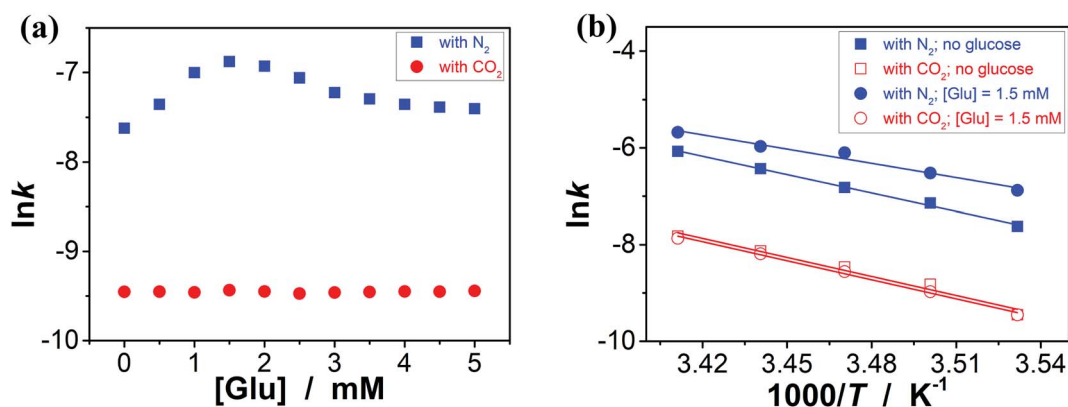 (a)
with N₂
with CO₂
lnk
-7
-8
-9
-10
0
1
2
3
4
5
[Glu] / mM
(b)
with N₂; no glucose
with CO₂; no glucose
with N₂; [Glu] = 1.5 mM
with CO₂; [Glu] = 1.5 mM
lnk
-4
-6
-8
-10
3.42
3.45
3.48
3.51
3.54
1000/T / K⁻¹